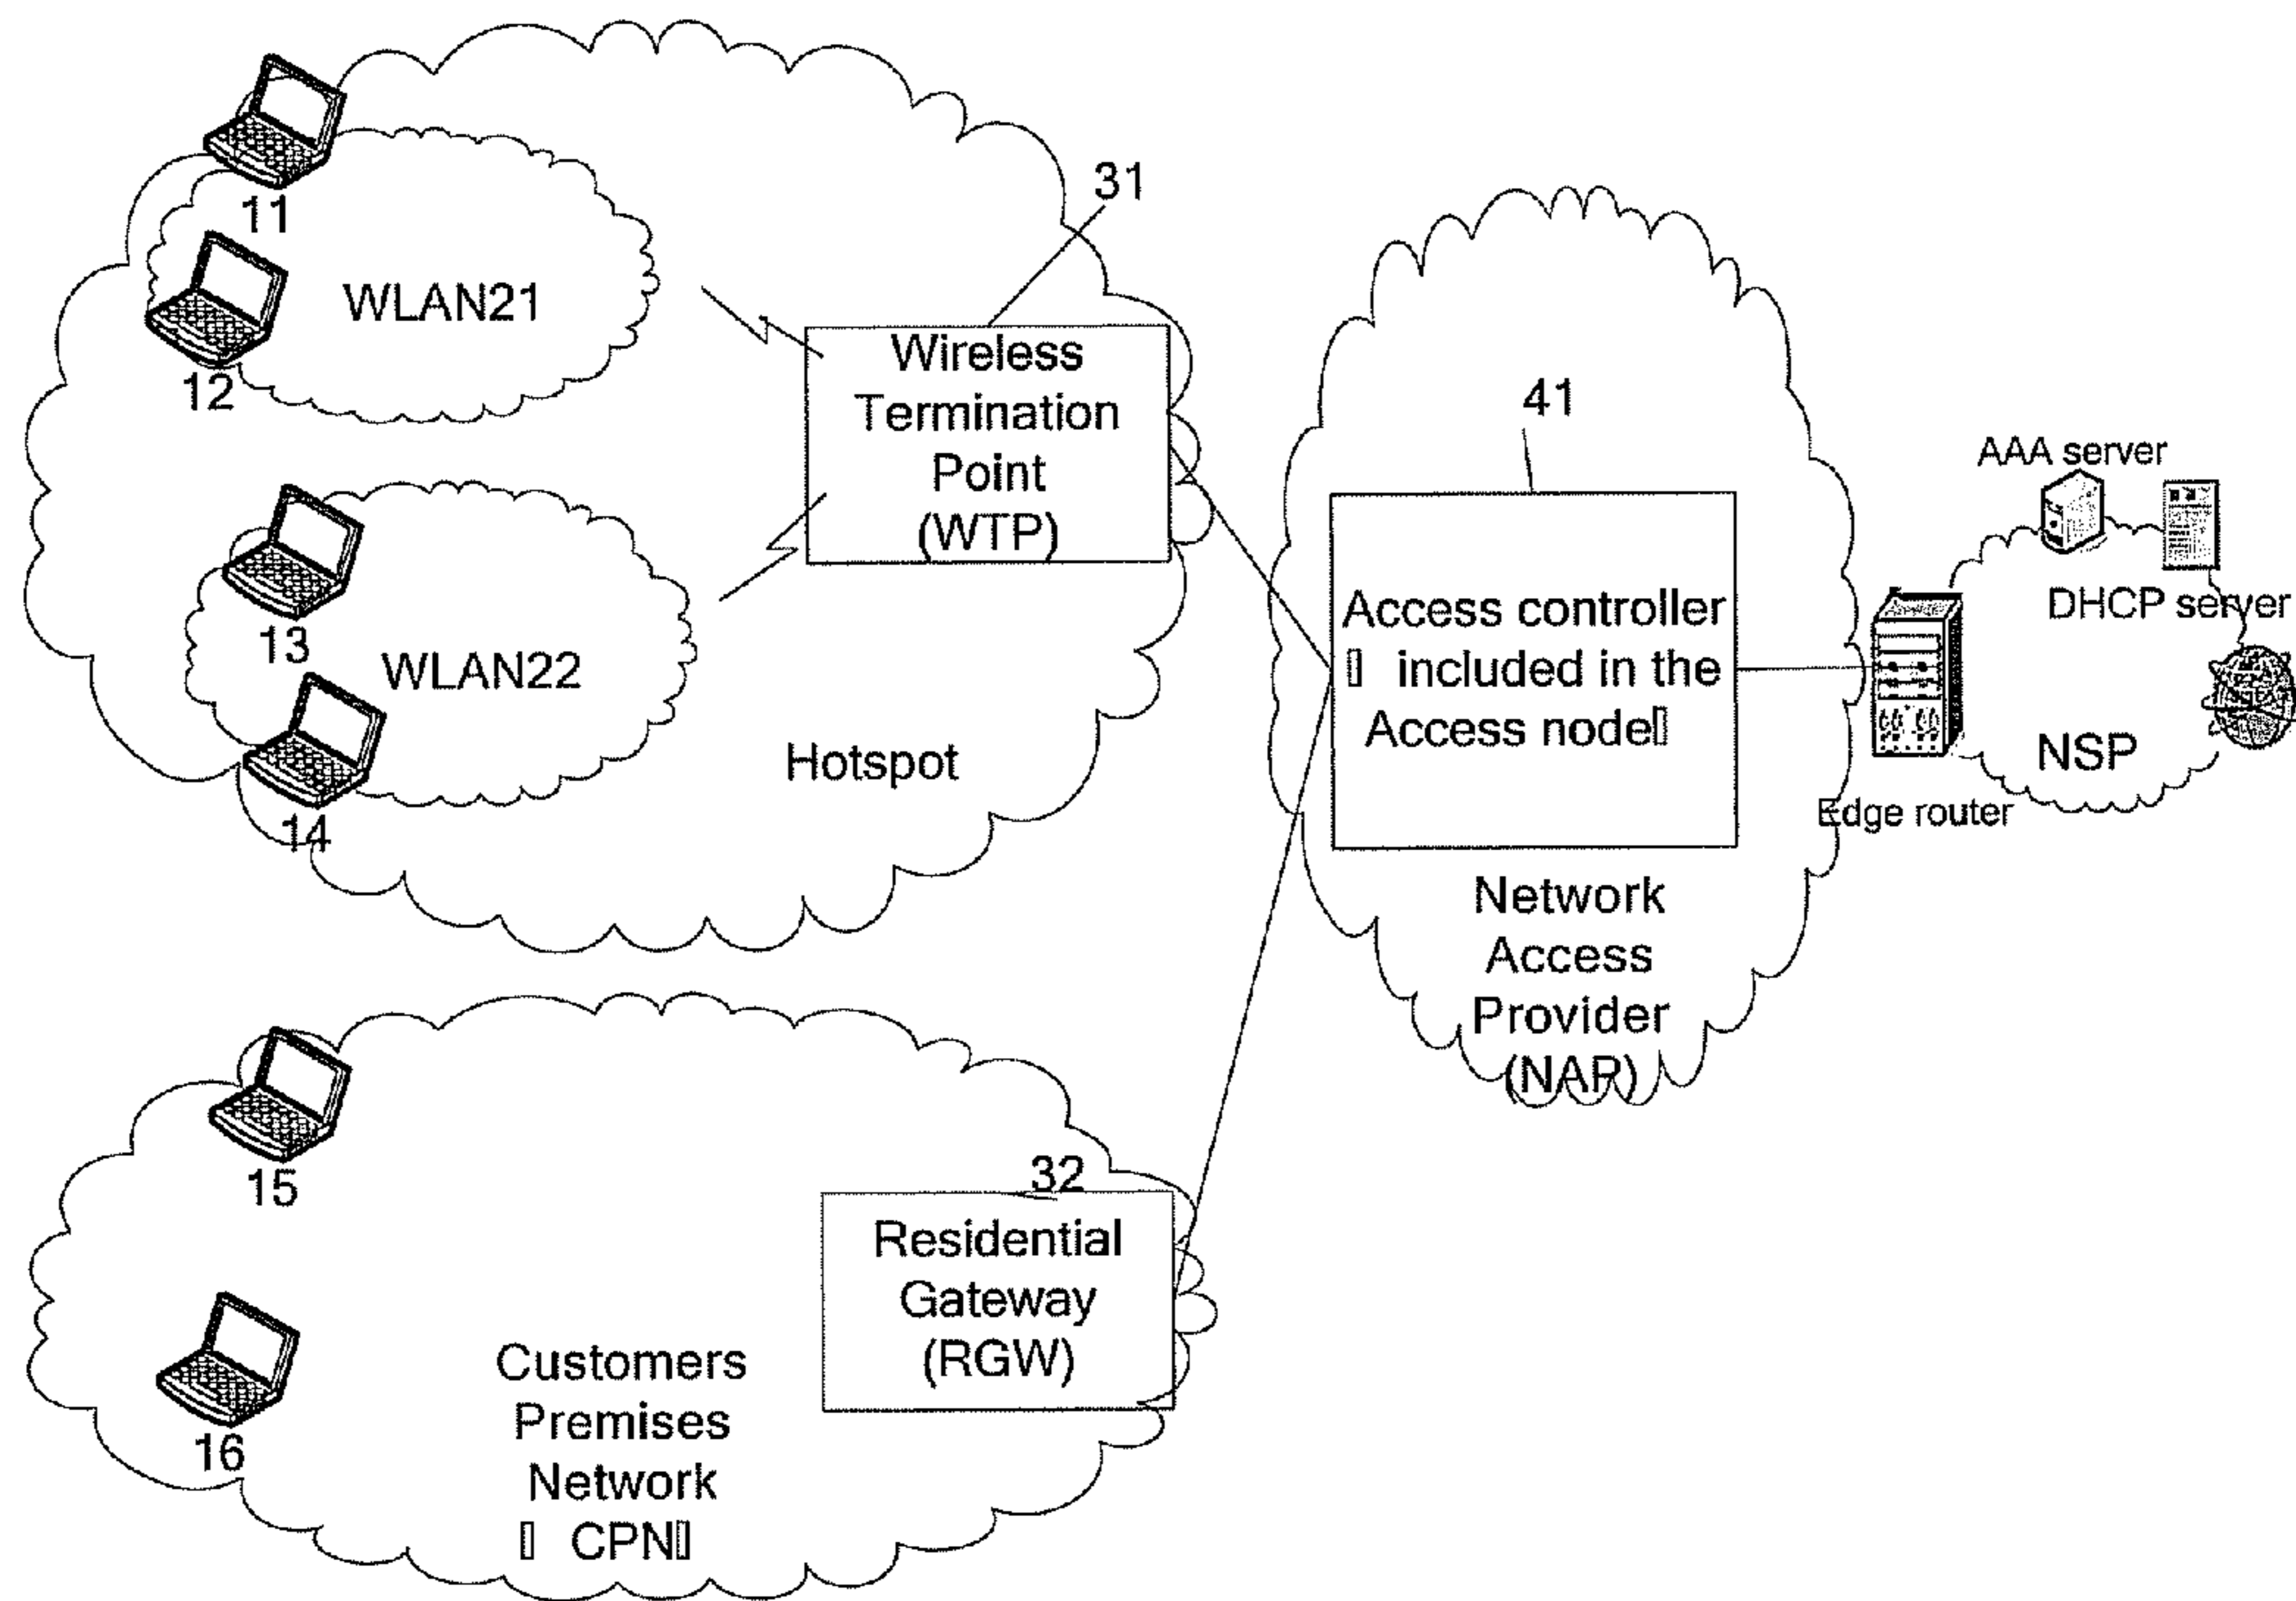 11
12
WLAN21
31
Wireless
Termination
Point
(WTP)
13
14
WLAN22
Hotspot
41
Access controller
▯ included in the
Access node▯
Network
Access
Provider
(NAP)
AAA server
DHCP server
NSP
Edge router
15
16
32
Residential
Gateway
(RGW)
Customers
Premises
Network
▯ CPN▯